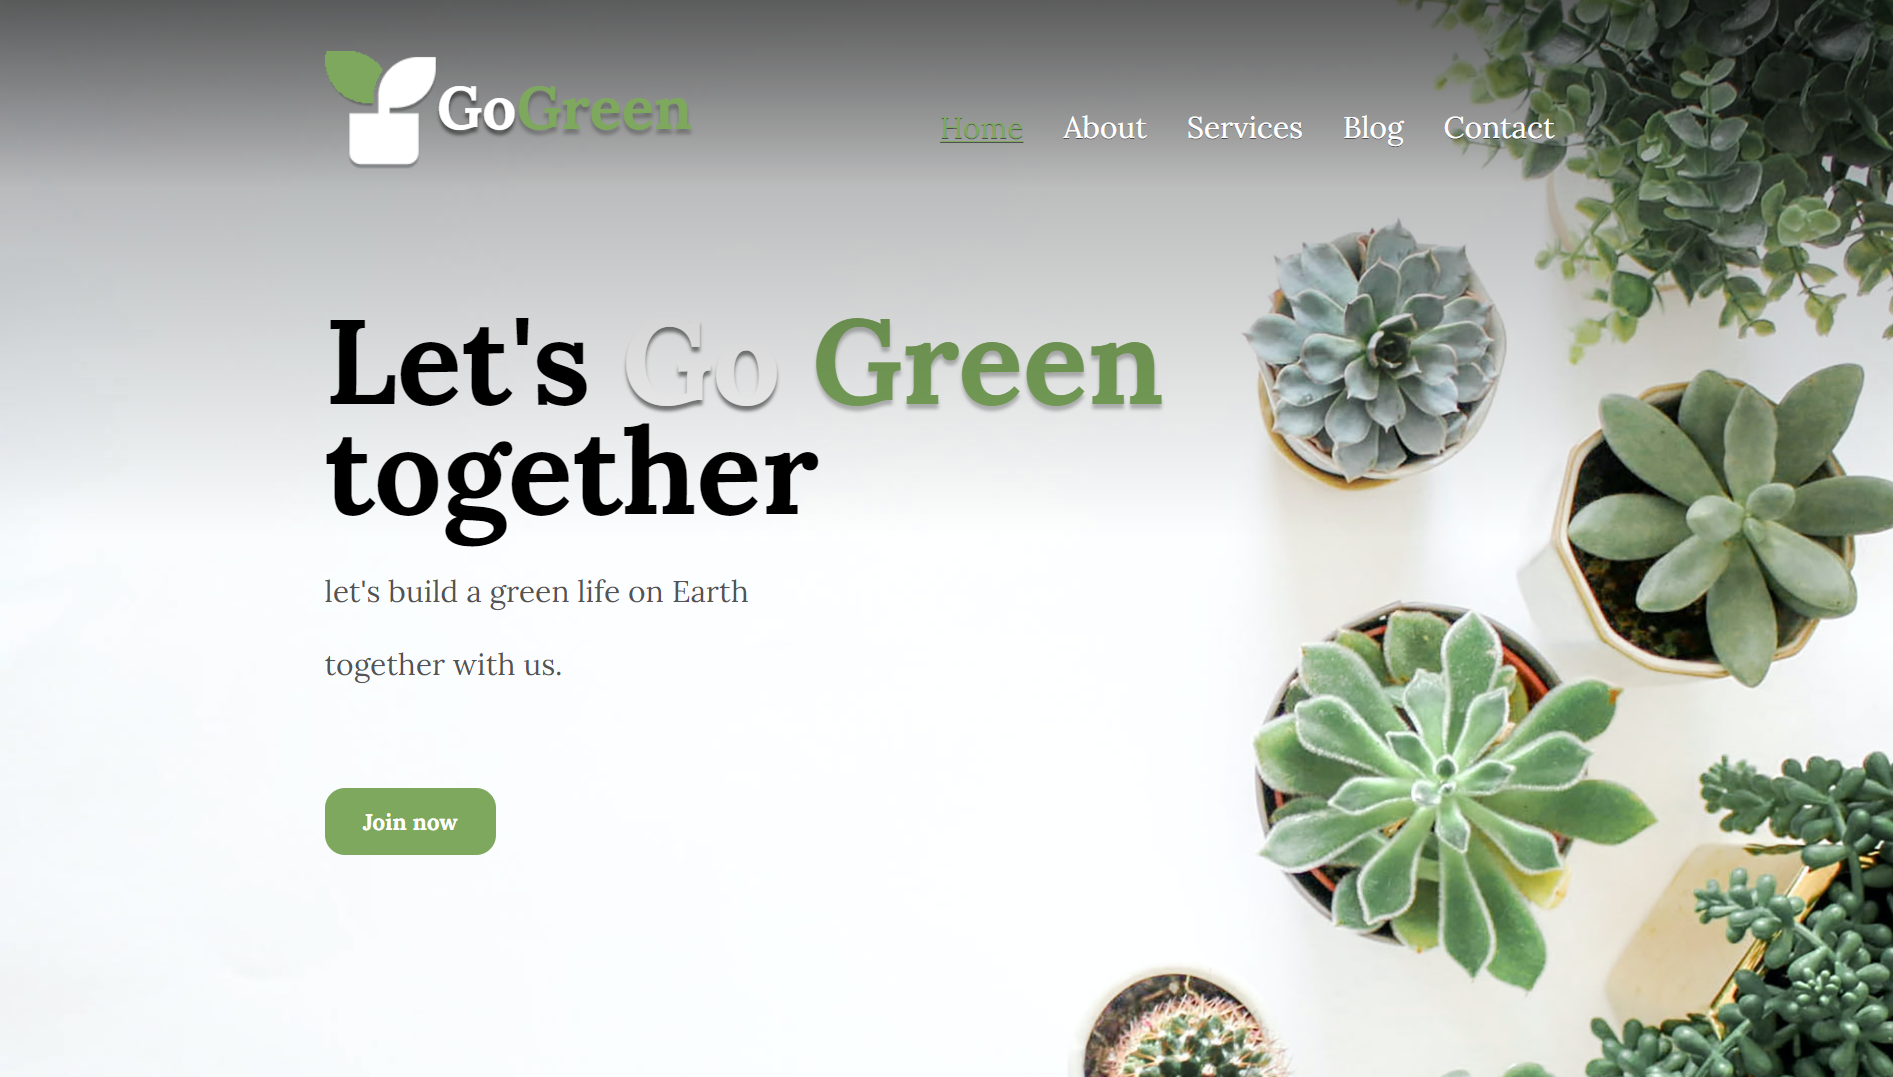 GoGreen
Home About Services Blog Contact
Let's Go Green
together
let's build a green life on Earth
together with us.
Join now